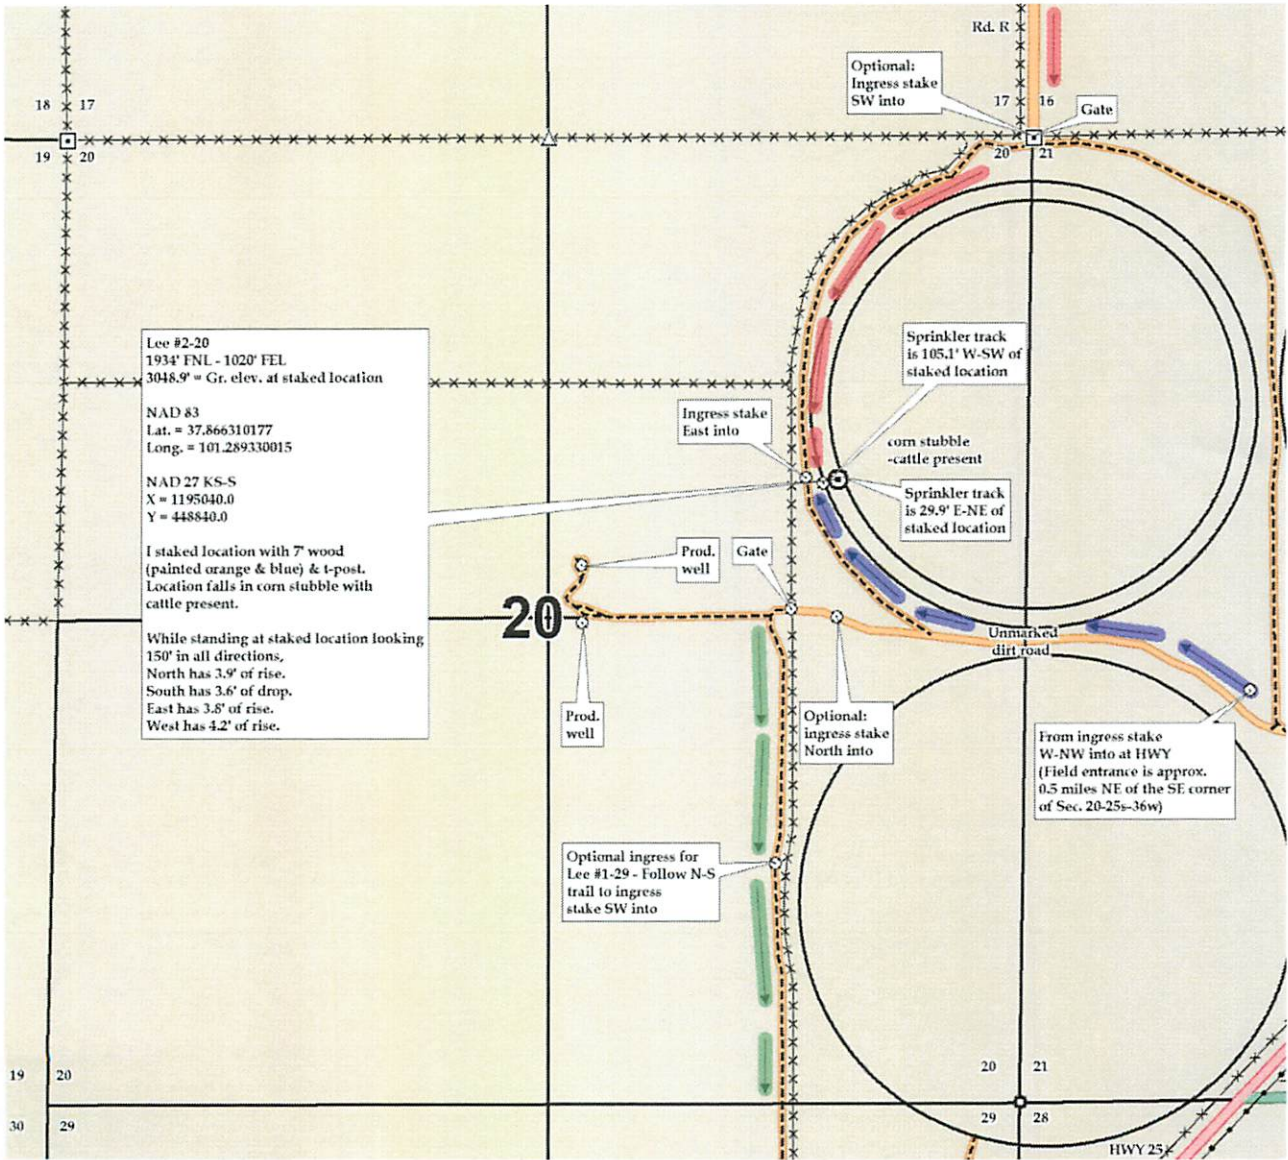 Rd. R
Optional:
Ingress stake
SW into
17 16
Gate
20 21
18 17
19 20
Lee #2-20
1934' FNL - 1020' FEL
3048.9' = Gr. elev. at staked location
NAD 83
Lat. = 37.866310177
Long. = 101.289330015
NAD 27 KS-S
X = 1195040.0
Y = 448840.0
I staked location with 7' wood
(painted orange & blue) & t-post.
Location falls in corn stubble with
cattle present.
While standing at staked location looking
150' in all directions,
North has 3.9' of rise.
South has 3.6' of drop.
East has 3.8' of rise.
West has 4.2' of rise.
Sprinkler track
is 105.1' W-SW of
staked location
Ingress stake
East into
corn stubble
-cattle present
Sprinkler track
is 29.9' E-NE of
staked location
Prod.
well
Gate
20
Unmarked
dirt road
Prod.
well
Optional:
ingress stake
North into
From ingress stake
W-NW into at HWY
(Field entrance is approx.
0.5 miles NE of the SE corner
of Sec. 20-25s-36w)
Optional ingress for
Lee #1-29 - Follow N-S
trail to ingress
stake SW into
19 20
30 29
20 21
29 28
HWY 25